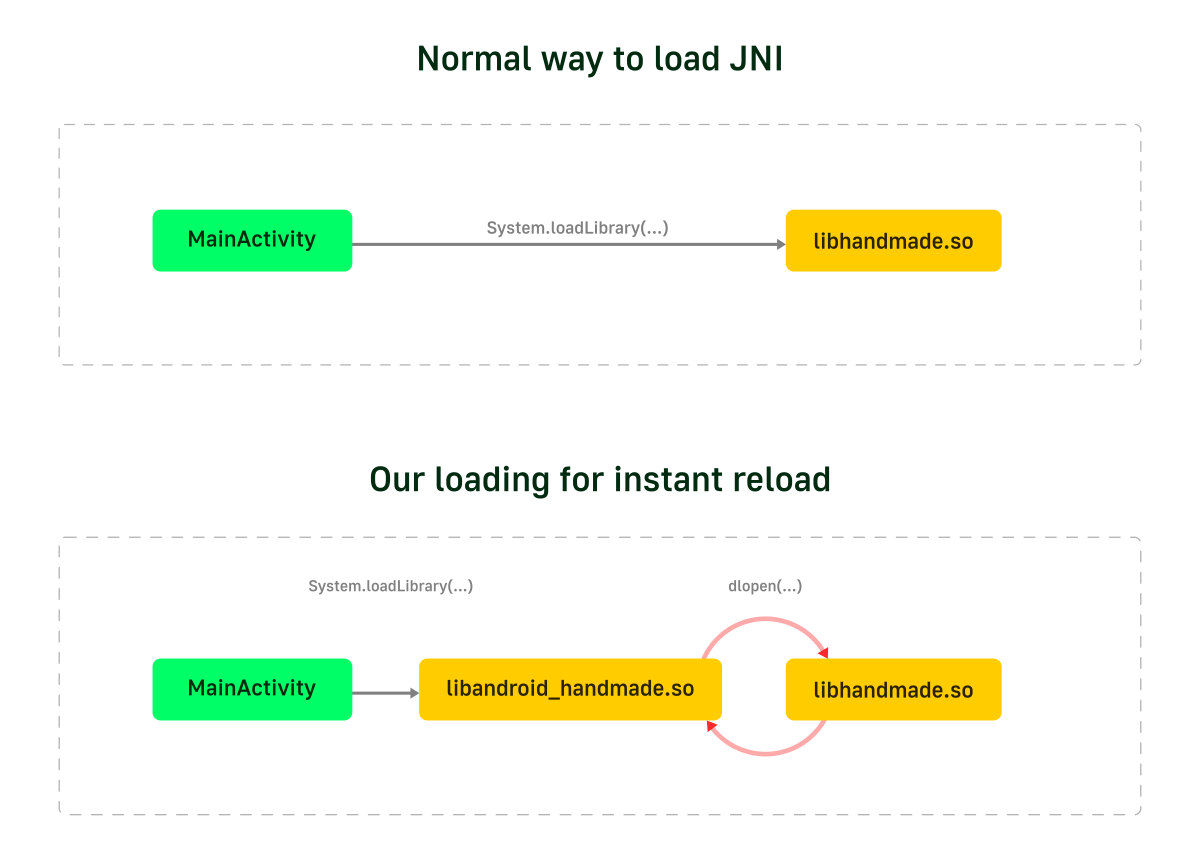 Normal way to load JNI
System.loadLibrary(...)
MainActivity
libhandmade.so
Our loading for instant reload
System.loadLibrary(...)
dlopen(...)
MainActivity
libandroid_handmade.so
libhandmade.so